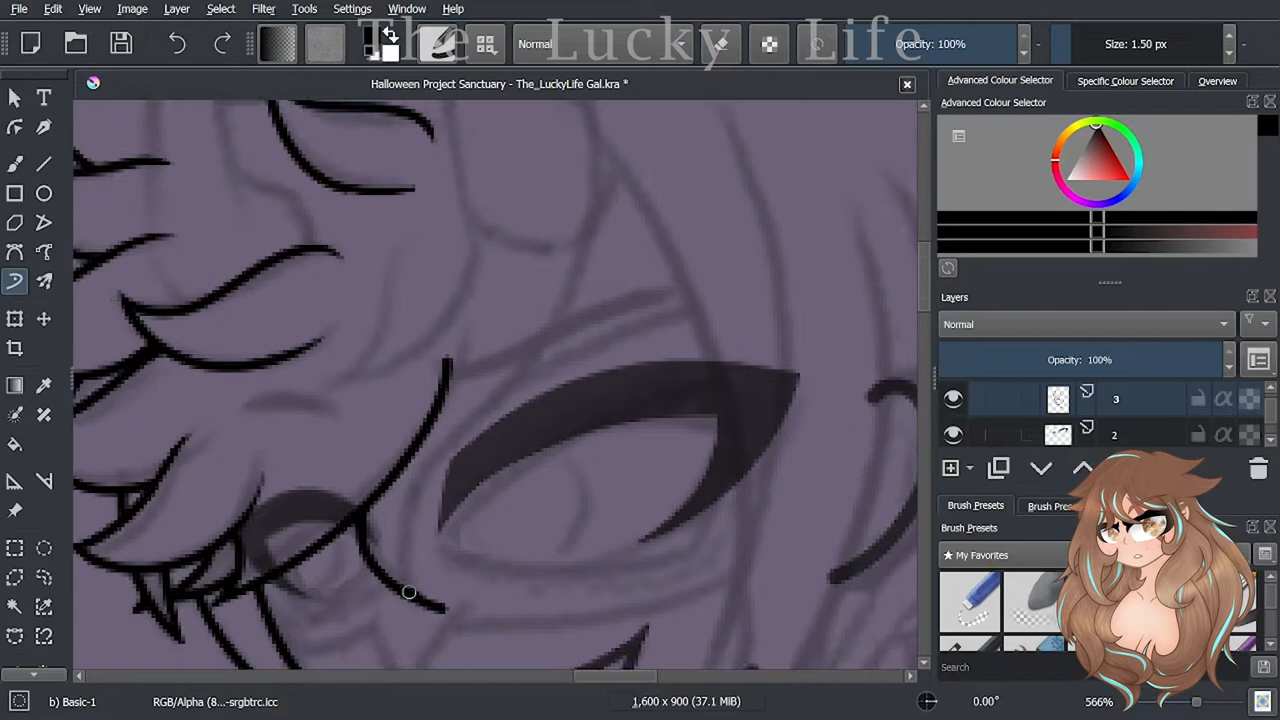 File Edit View Image Layer Select Filter Tools Settings Window Help
The Lucky Life
Normal
Opacity: 100%
Size: 1.50 px
Halloween Project Sanctuary - The_LuckyLife Gal.kra *
Advanced Colour Selector
Specific Colour Selector
Overview
Advanced Colour Selector
Layers
Normal
Opacity: 100%
3
2
Brush Presets
Brush Pre
Brush Presets
★ My Favorites
Search
b) Basic-1
RGB/Alpha (8...-srgbtrc.icc
1,600 x 900 (37.1 MiB)
0.00°
566%